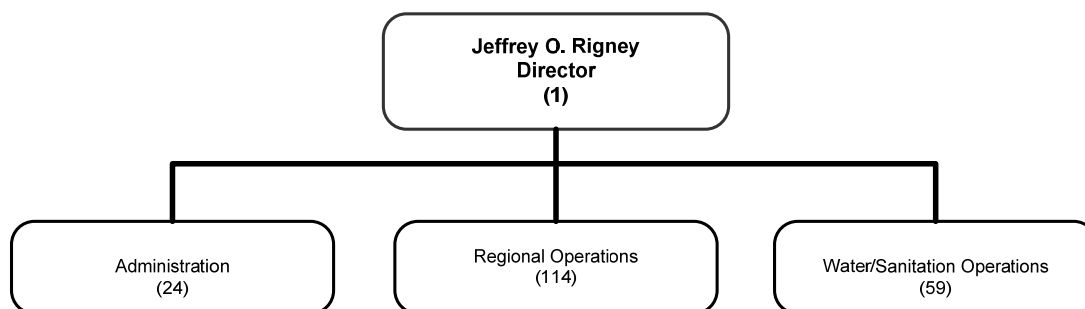 Jeffrey O. Rigney
Director
(1)
Administration
(24)
Regional Operations
(114)
Water/Sanitation Operations
(59)